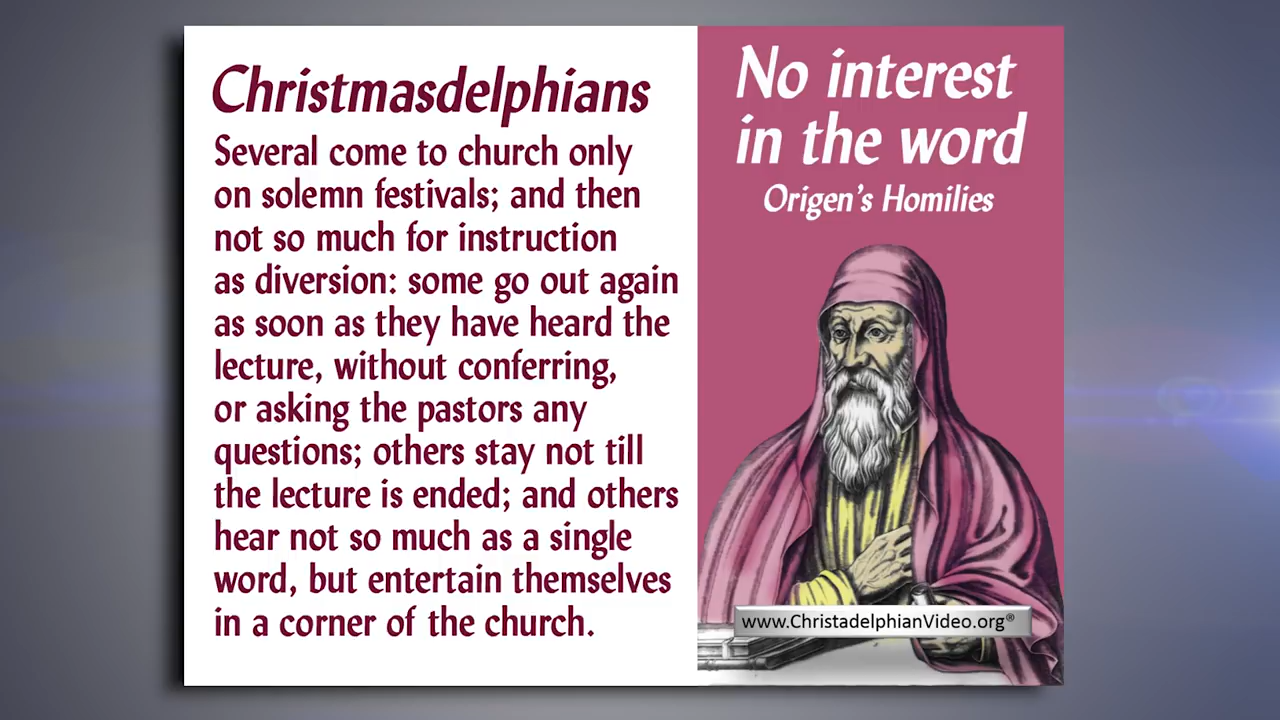 Christmasdelphians
Several come to church only
on solemn festivals; and then
not so much for instruction
as diversion: some go out again
as soon as they have heard the
lecture, without conferring,
or asking the pastors any
questions; others stay not till
the lecture is ended; and others
hear not so much as a single
word, but entertain themselves
in a corner of the church.
No interest
in the word
Origen's Homilies
www.ChristadelphianVideo.org®